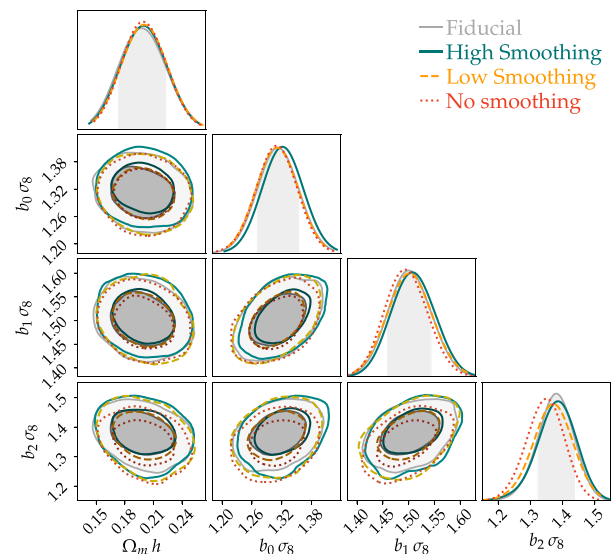 Fiducial
High Smoothing
Low Smoothing
No smoothing
b₀ σ₈
1.38
1.32
1.26
1.20
b₁ σ₈
1.60
1.55
1.50
1.45
1.40
b₂ σ₈
1.5
1.4
1.3
1.2
0.15 0.18 0.21 0.24
1.20 1.26 1.32 1.38
1.40 1.45 1.50 1.55 1.60
1.2 1.3 1.4 1.5
Ωₘ h
b₀ σ₈
b₁ σ₈
b₂ σ₈